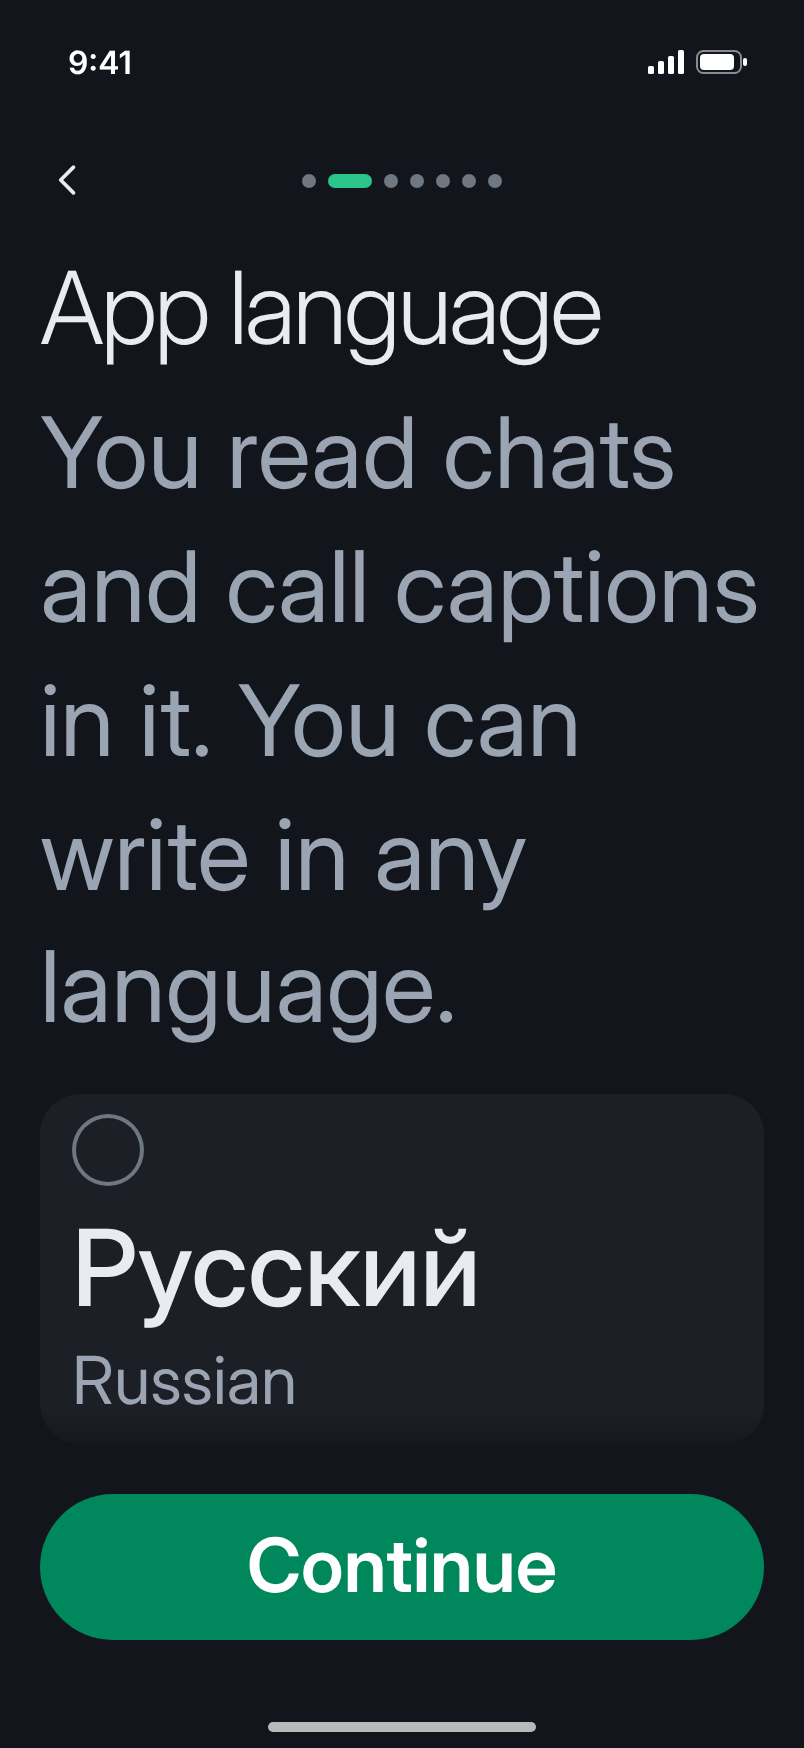 9:41
App language
You read chats
and call captions
in it. You can
write in any
language.
Русский
Russian
Continue